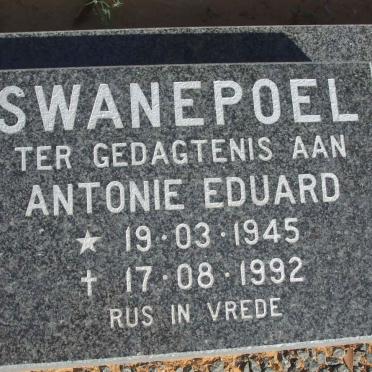 SWANEPOEL
TER GEDAGTENIS AAN
ANTONIE EDUARD
★ 19·03·1945
✝ 17·08·1992
RUS IN VREDE